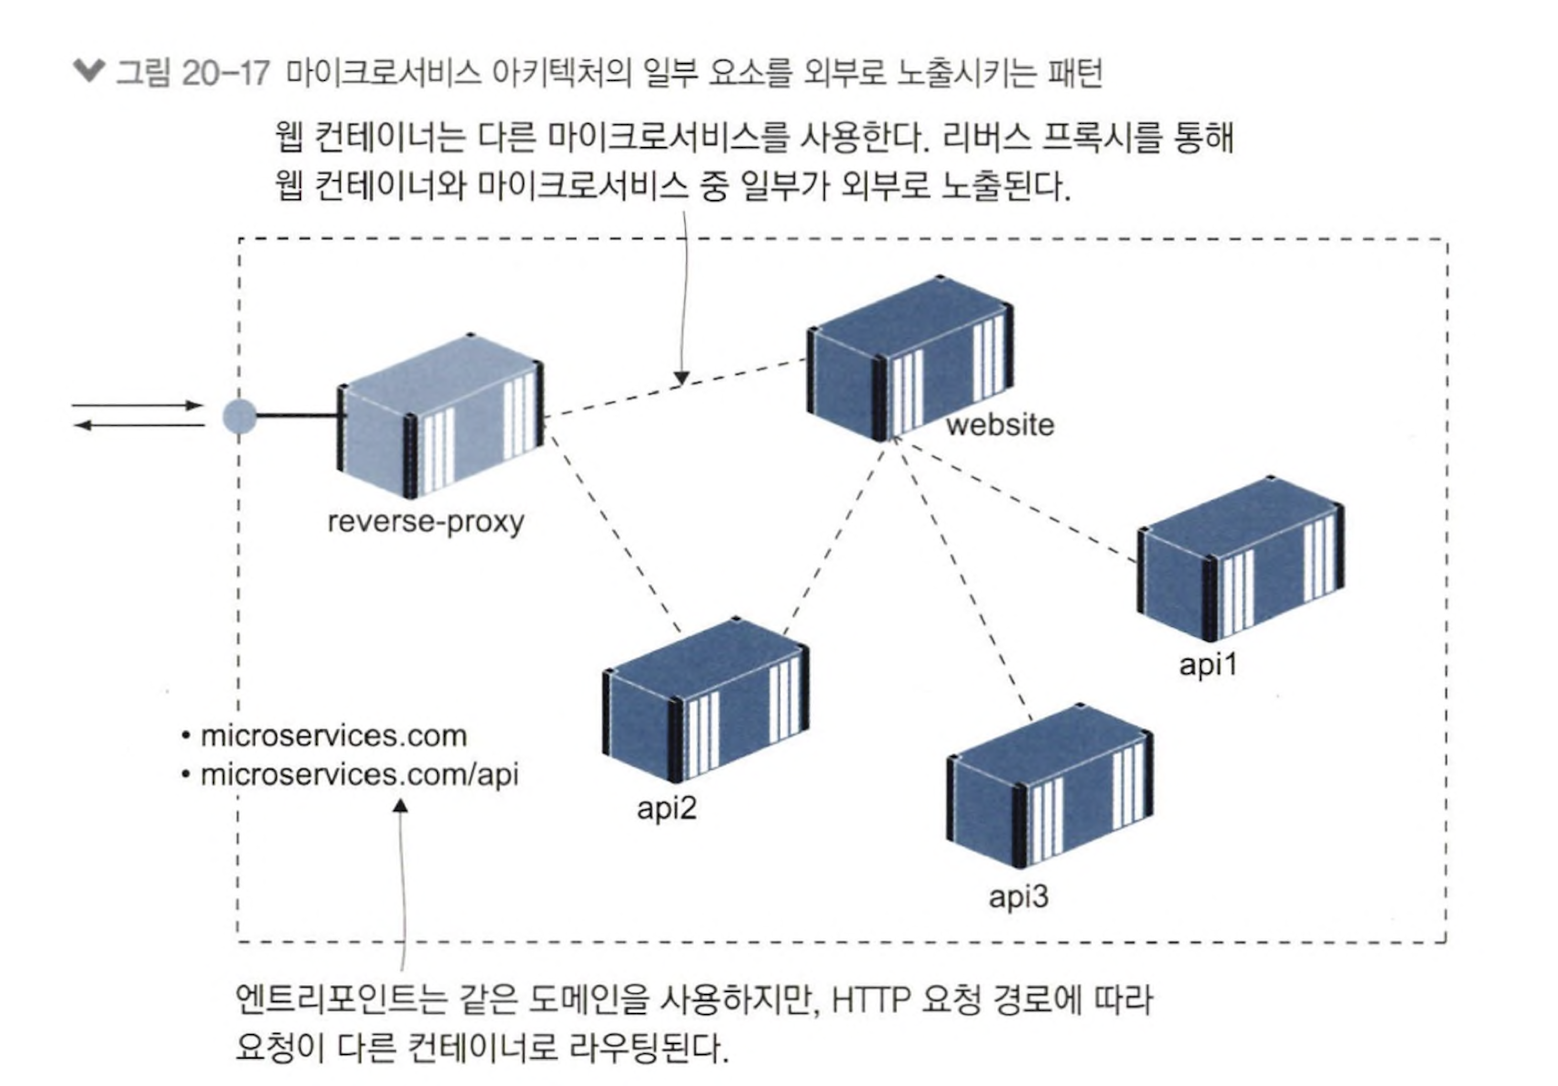 그림 20-17 마이크로서비스 아키텍처의 일부 요소를 외부로 노출시키는 패턴
웹 컨테이너는 다른 마이크로서비스를 사용한다. 리버스 프록시를 통해
웹 컨테이너와 마이크로서비스 중 일부가 외부로 노출된다.
website
reverse-proxy
api1
• microservices.com
• microservices.com/api
api2
api3
엔트리포인트는 같은 도메인을 사용하지만, HTTP 요청 경로에 따라
요청이 다른 컨테이너로 라우팅된다.